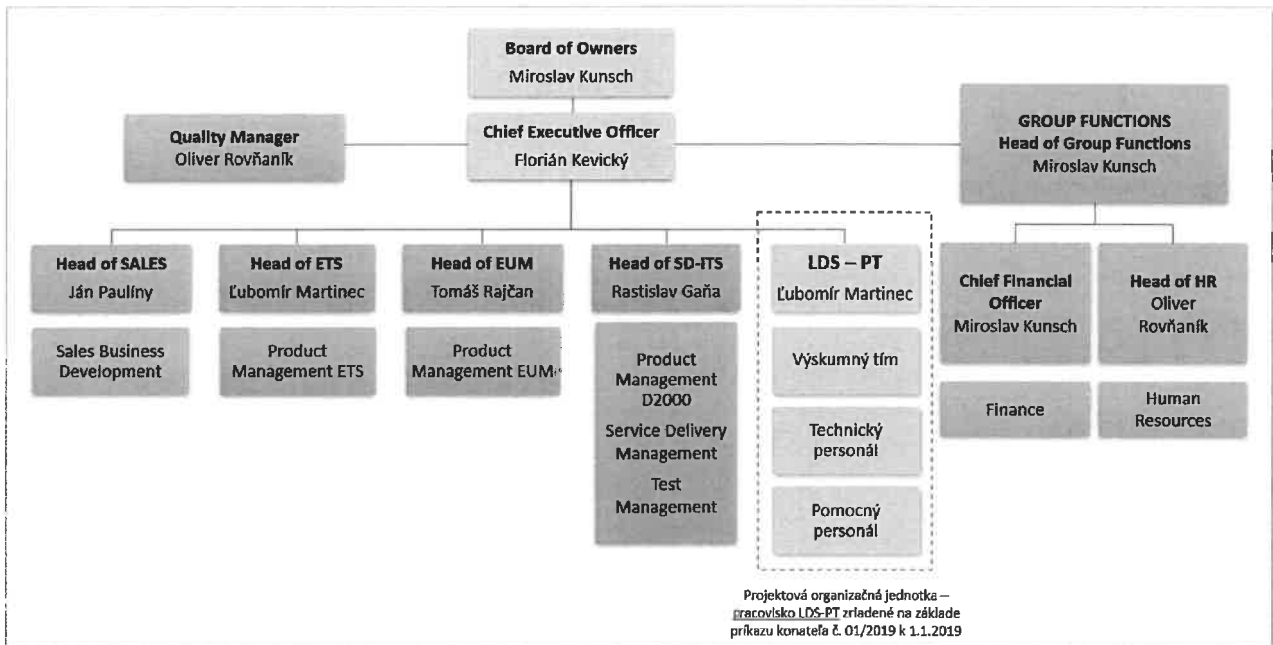 Board of Owners
Miroslav Kunsch
Quality Manager
Oliver Rovňaník
Chief Executive Officer
Florián Kevický
GROUP FUNCTIONS
Head of Group Functions
Miroslav Kunsch
Head of SALES
Ján Paulíny
Head of ETS
Ľubomír Martinec
Head of EUM
Tomáš Rajčan
Head of SD-ITS
Rastislav Gaňa
LDS – PT
Ľubomír Martinec
Chief Financial
Officer
Miroslav Kunsch
Head of HR
Oliver
Rovňaník
Sales Business
Development
Product
Management ETS
Product
Management EUM
Product
Management
D2000
Service Delivery
Management
Test
Management
Výskumný tím
Technický
personál
Pomocný
personál
Finance
Human
Resources
Projektová organizačná jednotka –
pracovisko LDS-PT zriadené na základe
príkazu konateľa č. 01/2019 k 1.1.2019